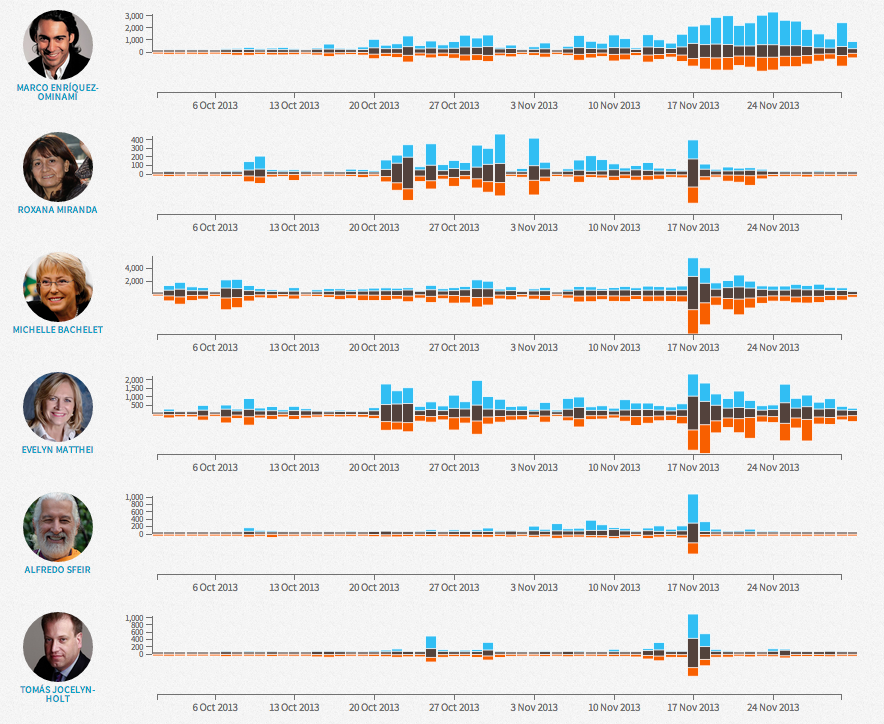 3,000
2,000
1,000
0
MARCO ENRÍQUEZ-
OMINAMI
6 Oct 2013 13 Oct 2013 20 Oct 2013 27 Oct 2013 3 Nov 2013 10 Nov 2013 17 Nov 2013 24 Nov 2013
400
300
200
100
0
ROXANA MIRANDA
6 Oct 2013 13 Oct 2013 20 Oct 2013 27 Oct 2013 3 Nov 2013 10 Nov 2013 17 Nov 2013 24 Nov 2013
4,000
2,000
MICHELLE BACHELET
6 Oct 2013 13 Oct 2013 20 Oct 2013 27 Oct 2013 3 Nov 2013 10 Nov 2013 17 Nov 2013 24 Nov 2013
2,000
1,500
1,000
500
EVELYN MATTHEI
6 Oct 2013 13 Oct 2013 20 Oct 2013 27 Oct 2013 3 Nov 2013 10 Nov 2013 17 Nov 2013 24 Nov 2013
1,000
800
600
400
200
0
ALFREDO SFEIR
6 Oct 2013 13 Oct 2013 20 Oct 2013 27 Oct 2013 3 Nov 2013 10 Nov 2013 17 Nov 2013 24 Nov 2013
1,000
800
600
400
200
0
TOMÁS JOCELYN-
HOLT
6 Oct 2013 13 Oct 2013 20 Oct 2013 27 Oct 2013 3 Nov 2013 10 Nov 2013 17 Nov 2013 24 Nov 2013